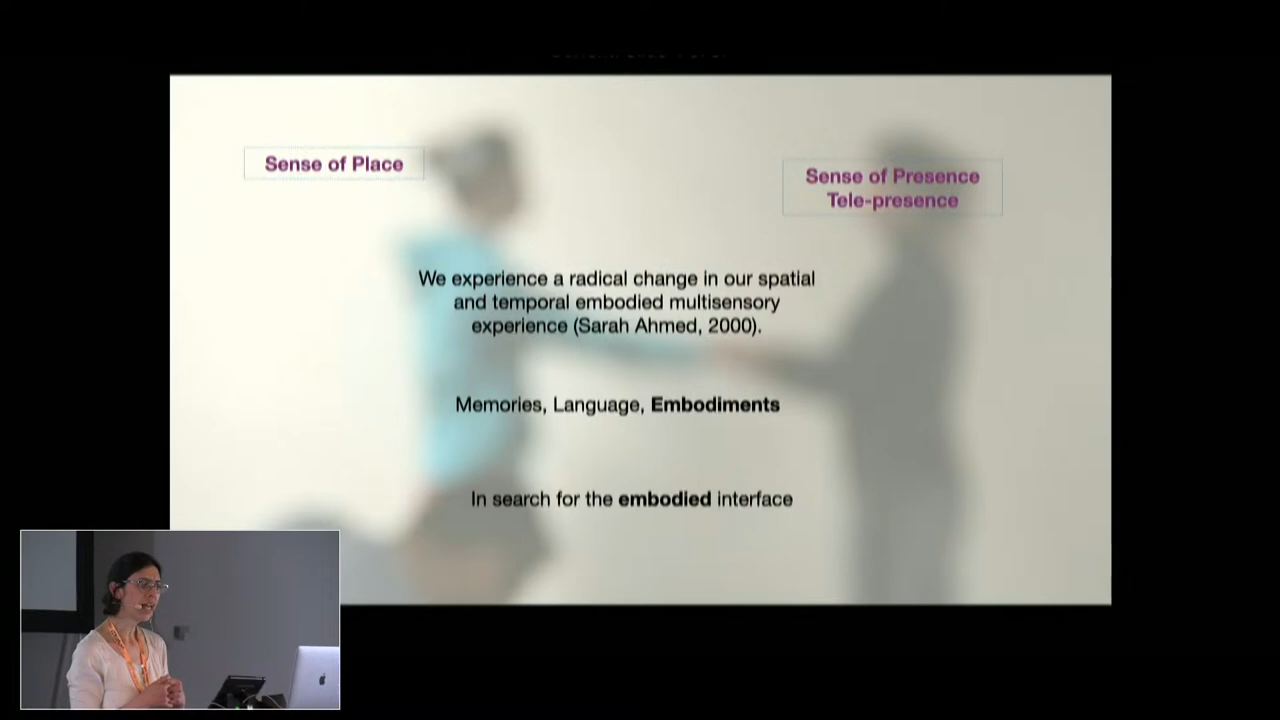 Sense of Place
Sense of Presence
Tele-presence
We experience a radical change in our spatial
and temporal embodied multisensory
experience (Sarah Ahmed, 2000).
Memories, Language, Embodiments
In search for the embodied interface